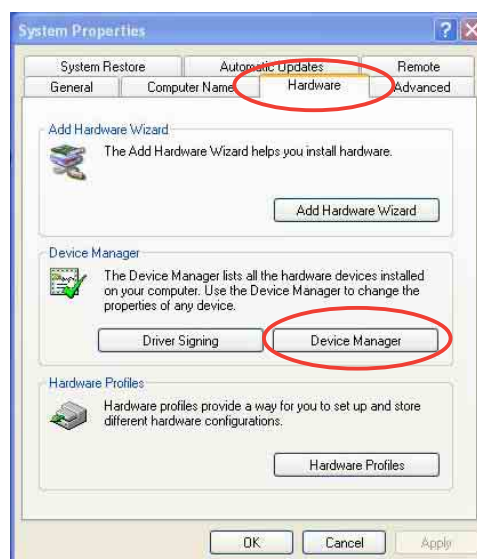 System Properties
System Restore Automatic Updates Remote
General Computer Name Hardware Advanced
Add Hardware Wizard
The Add Hardware Wizard helps you install hardware.
Add Hardware Wizard
Device Manager
The Device Manager lists all the hardware devices installed
on your computer. Use the Device Manager to change the
properties of any device.
Driver Signing Device Manager
Hardware Profiles
Hardware profiles provide a way for you to set up and store
different hardware configurations.
Hardware Profiles
OK Cancel Apply